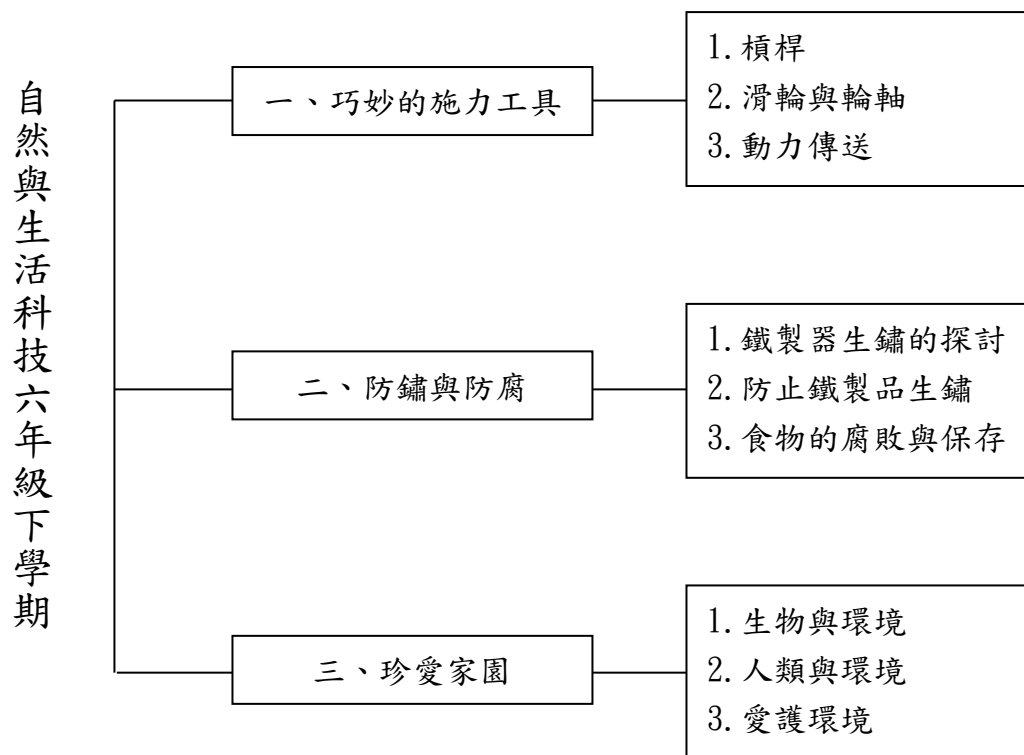 自然與生活科技六年級下學期
一、巧妙的施力工具
1.槓桿
2.滑輪與輪軸
3.動力傳送
二、防鏽與防腐
1.鐵製器生鏽的探討
2.防止鐵製品生鏽
3.食物的腐敗與保存
三、珍愛家園
1.生物與環境
2.人類與環境
3.愛護環境